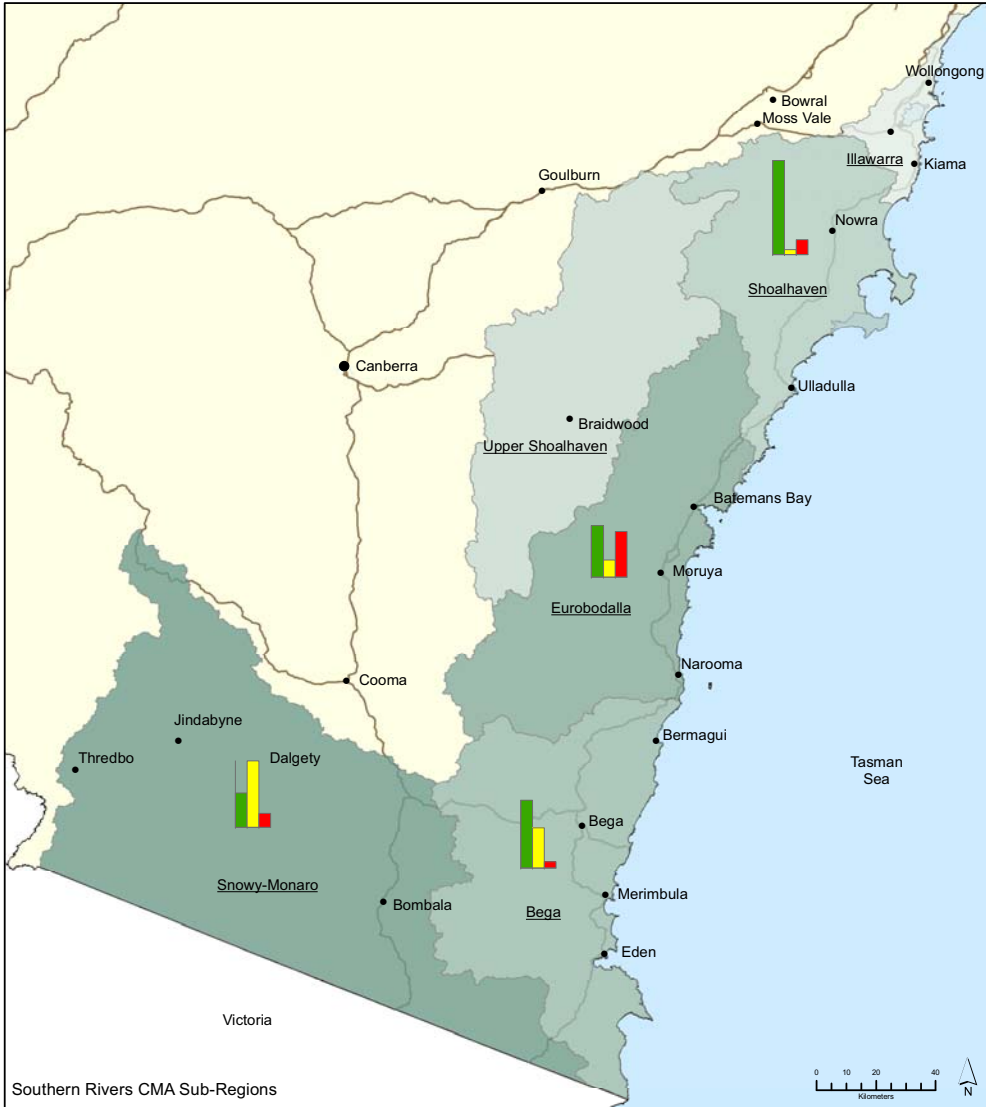 Wollongong
Bowral
Moss Vale
Illawarra
Kiama
Goulburn
Nowra
Shoalhaven
Canberra
Ulladulla
Braidwood
Upper Shoalhaven
Batemans Bay
Moruya
Eurobodalla
Narooma
Cooma
Jindabyne
Bermagui
Thredbo
Dalgety
Tasman
Sea
Bega
Snowy-Monaro
Merimbula
Bombala
Bega
Eden
Victoria
0 10 20 40
Kilometers
N
Southern Rivers CMA Sub-Regions